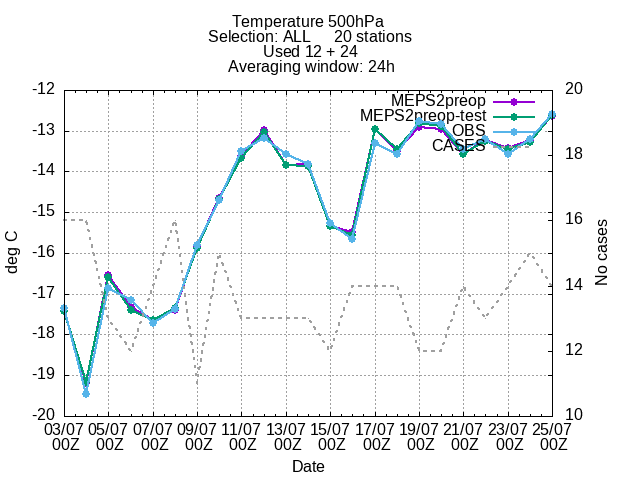 Temperature 500hPa
Selection: ALL 20 stations
Used 12 + 24
Averaging window: 24h
MEPS2preop
MEPS2preop-test
OBS
CASES
-12
-13
-14
-15
-16
-17
-18
-19
-20
deg C
20
18
16
14
12
10
No cases
03/07 05/07 07/07 09/07 11/07 13/07 15/07 17/07 19/07 21/07 23/07 25/07
00Z 00Z 00Z 00Z 00Z 00Z 00Z 00Z 00Z 00Z 00Z 00Z
Date